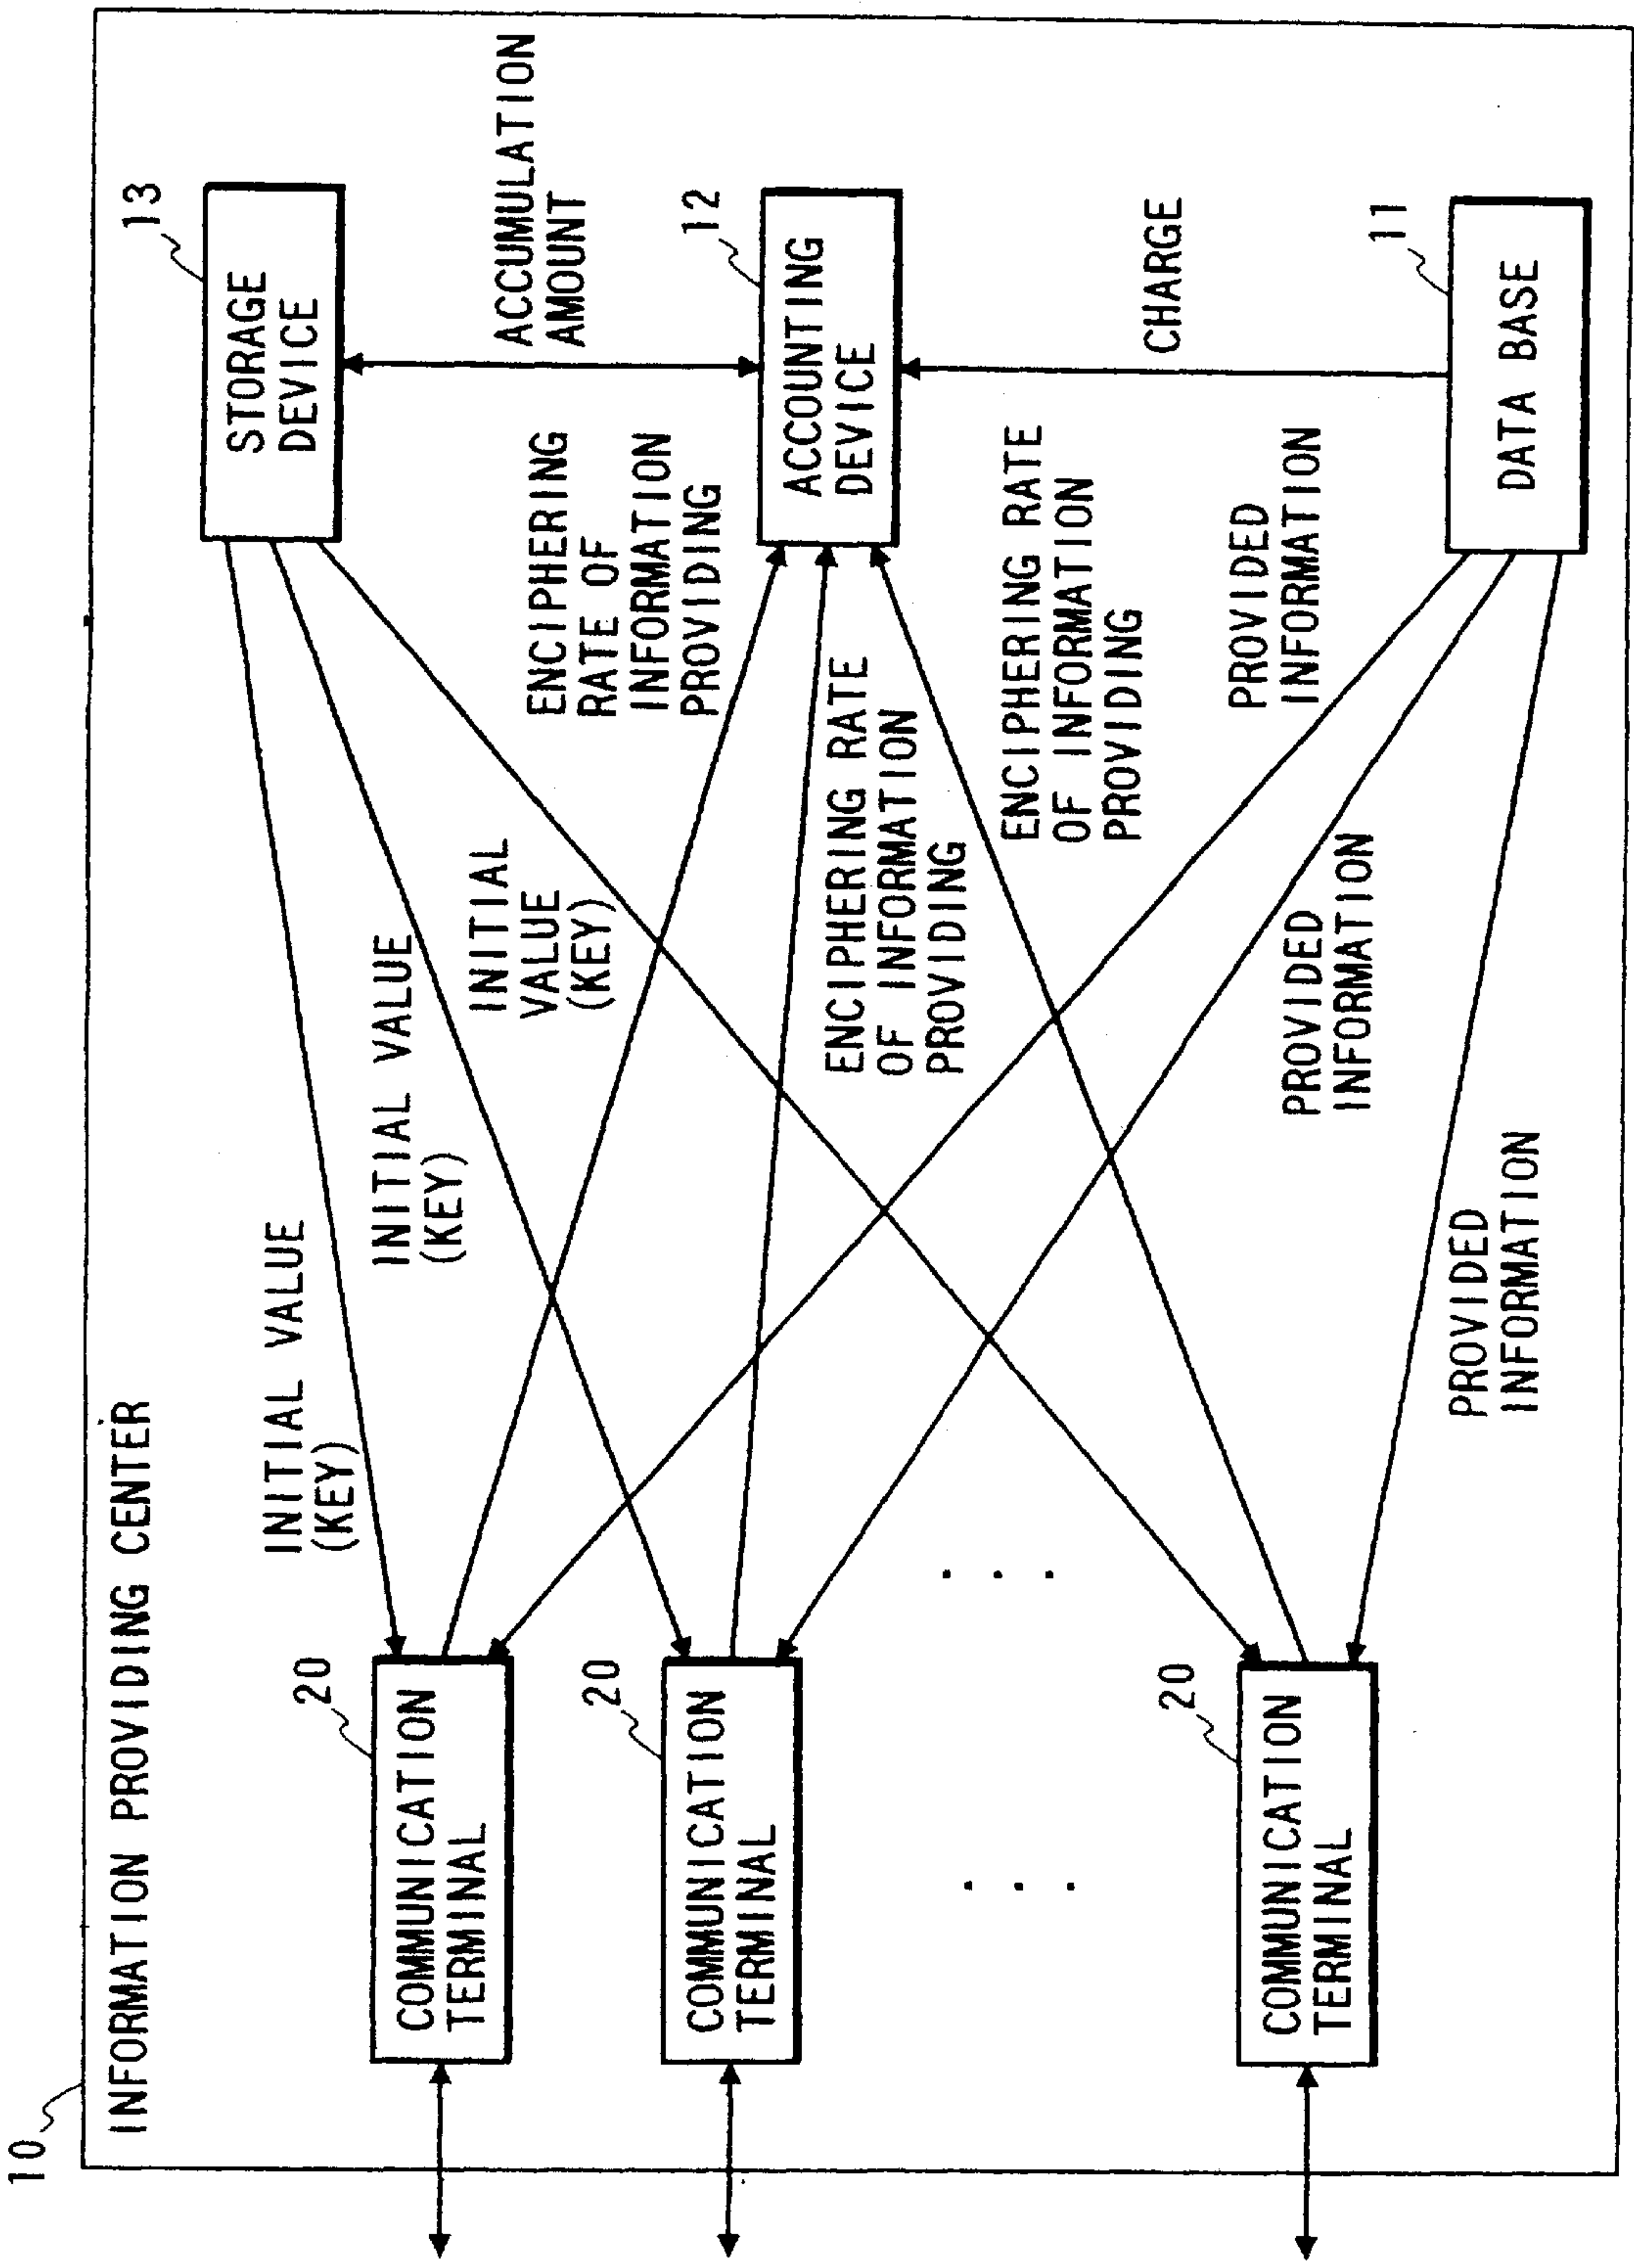 10
INFORMATION PROVIDING CENTER
13
STORAGE
DEVICE
ACCUMULATION
AMOUNT
INITIAL VALUE
(KEY)
INITIAL VALUE
(KEY)
INITIAL
VALUE
(KEY)
ENCIPHERING
RATE OF
INFORMATION
PROVIDING
20
COMMUNICATION
TERMINAL
12
ACCOUNTING
DEVICE
20
COMMUNICATION
TERMINAL
ENCIPHERING RATE
OF INFORMATION
PROVIDING
ENCIPHERING RATE
OF INFORMATION
PROVIDING
CHARGE
PROVIDED
INFORMATION
20
COMMUNICATION
TERMINAL
PROVIDED
INFORMATION
11
DATA BASE
PROVIDED
INFORMATION